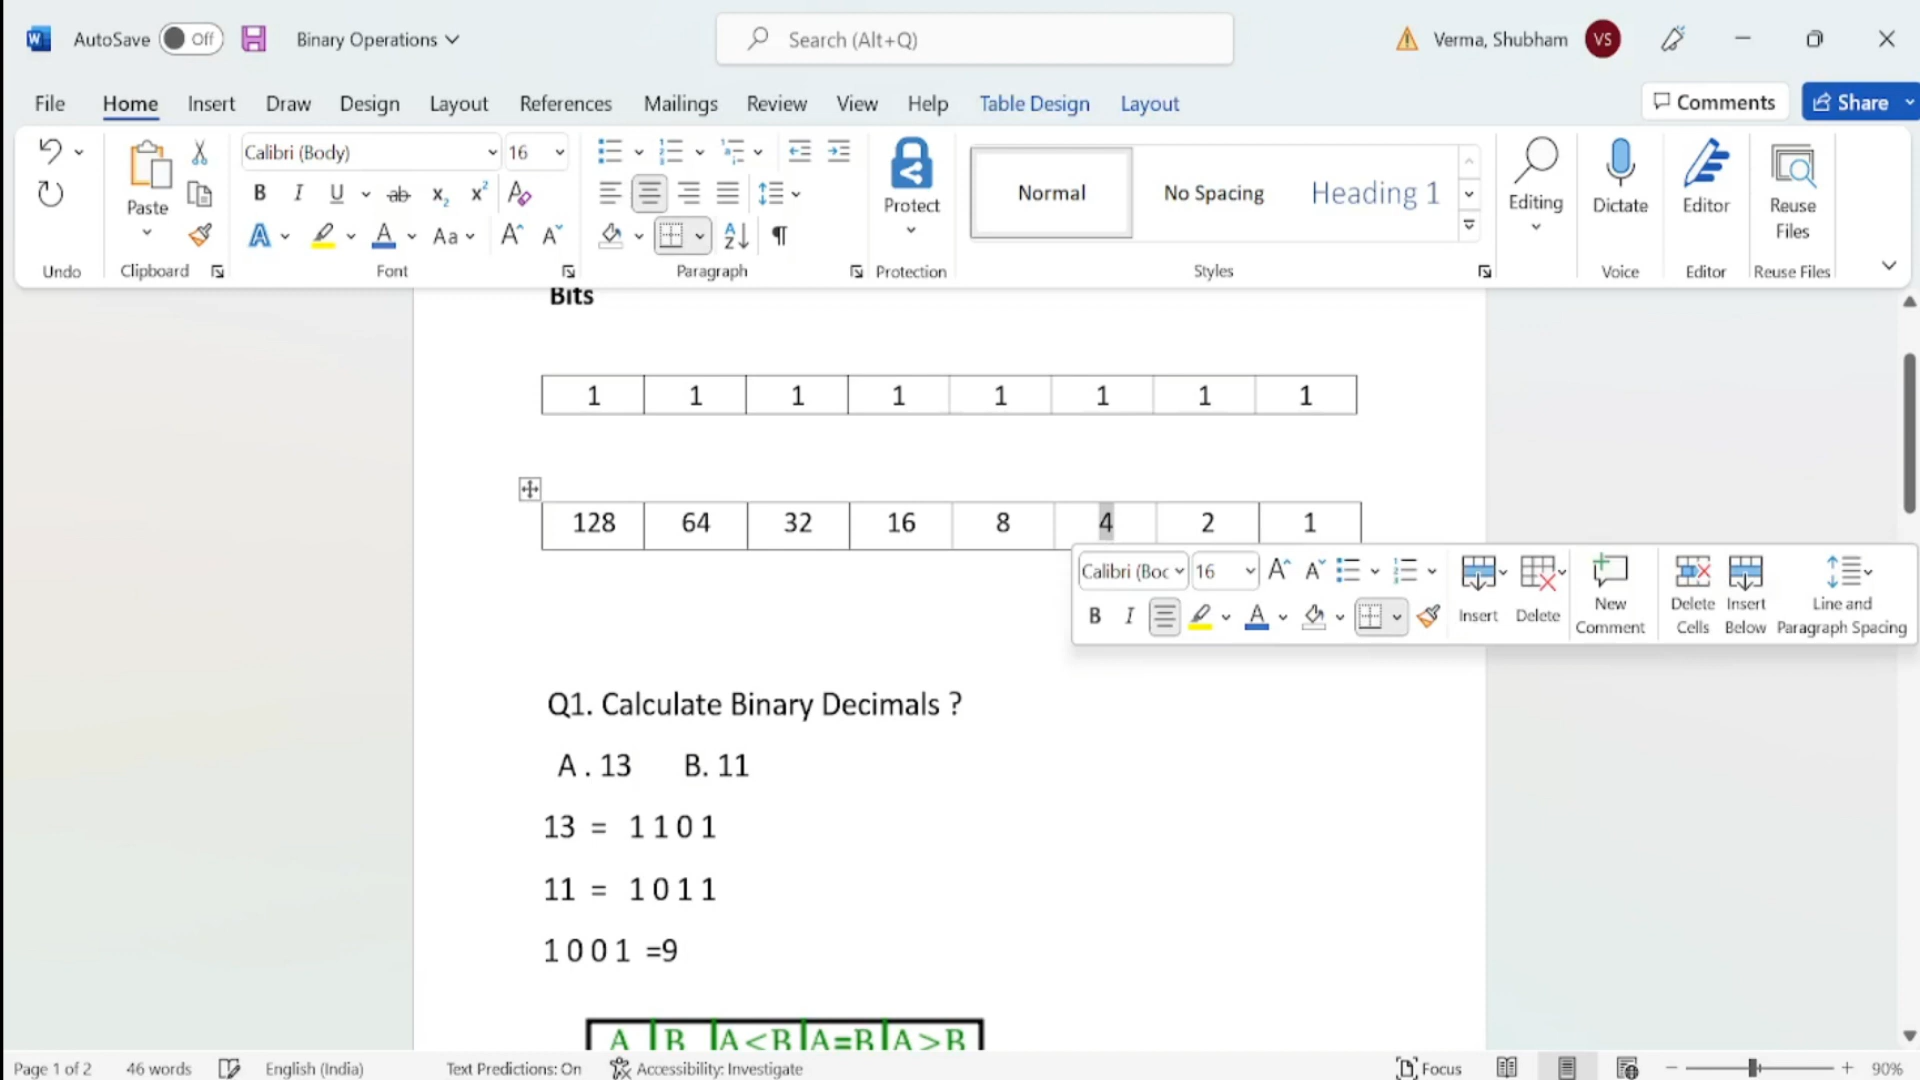 AutoSave Off Binary Operations Search (Alt+Q) Verma, Shubham VS
File Home Insert Draw Design Layout References Mailings Review View Help Table Design Layout Comments Share
Calibri (Body) 16
Paste
B I U ab x₂ x²
A A Aa A A
Protect
Normal No Spacing Heading 1
Editing Dictate Editor Reuse Files
Undo Clipboard Font Paragraph Protection Styles Voice Editor Reuse Files
Bits
1 1 1 1 1 1 1 1
128 64 32 16 8 4 2 1
Calibri (Boc 16 A A
B I A Insert Delete
New Comment
Delete Cells
Insert Below
Line and Paragraph Spacing
Q1. Calculate Binary Decimals ?
A . 13 B. 11
13 = 1 1 0 1
11 = 1 0 1 1
1 0 0 1 =9
A B A<B A=B A>B
Page 1 of 2 46 words English (India) Text Predictions: On Accessibility: Investigate Focus 90%